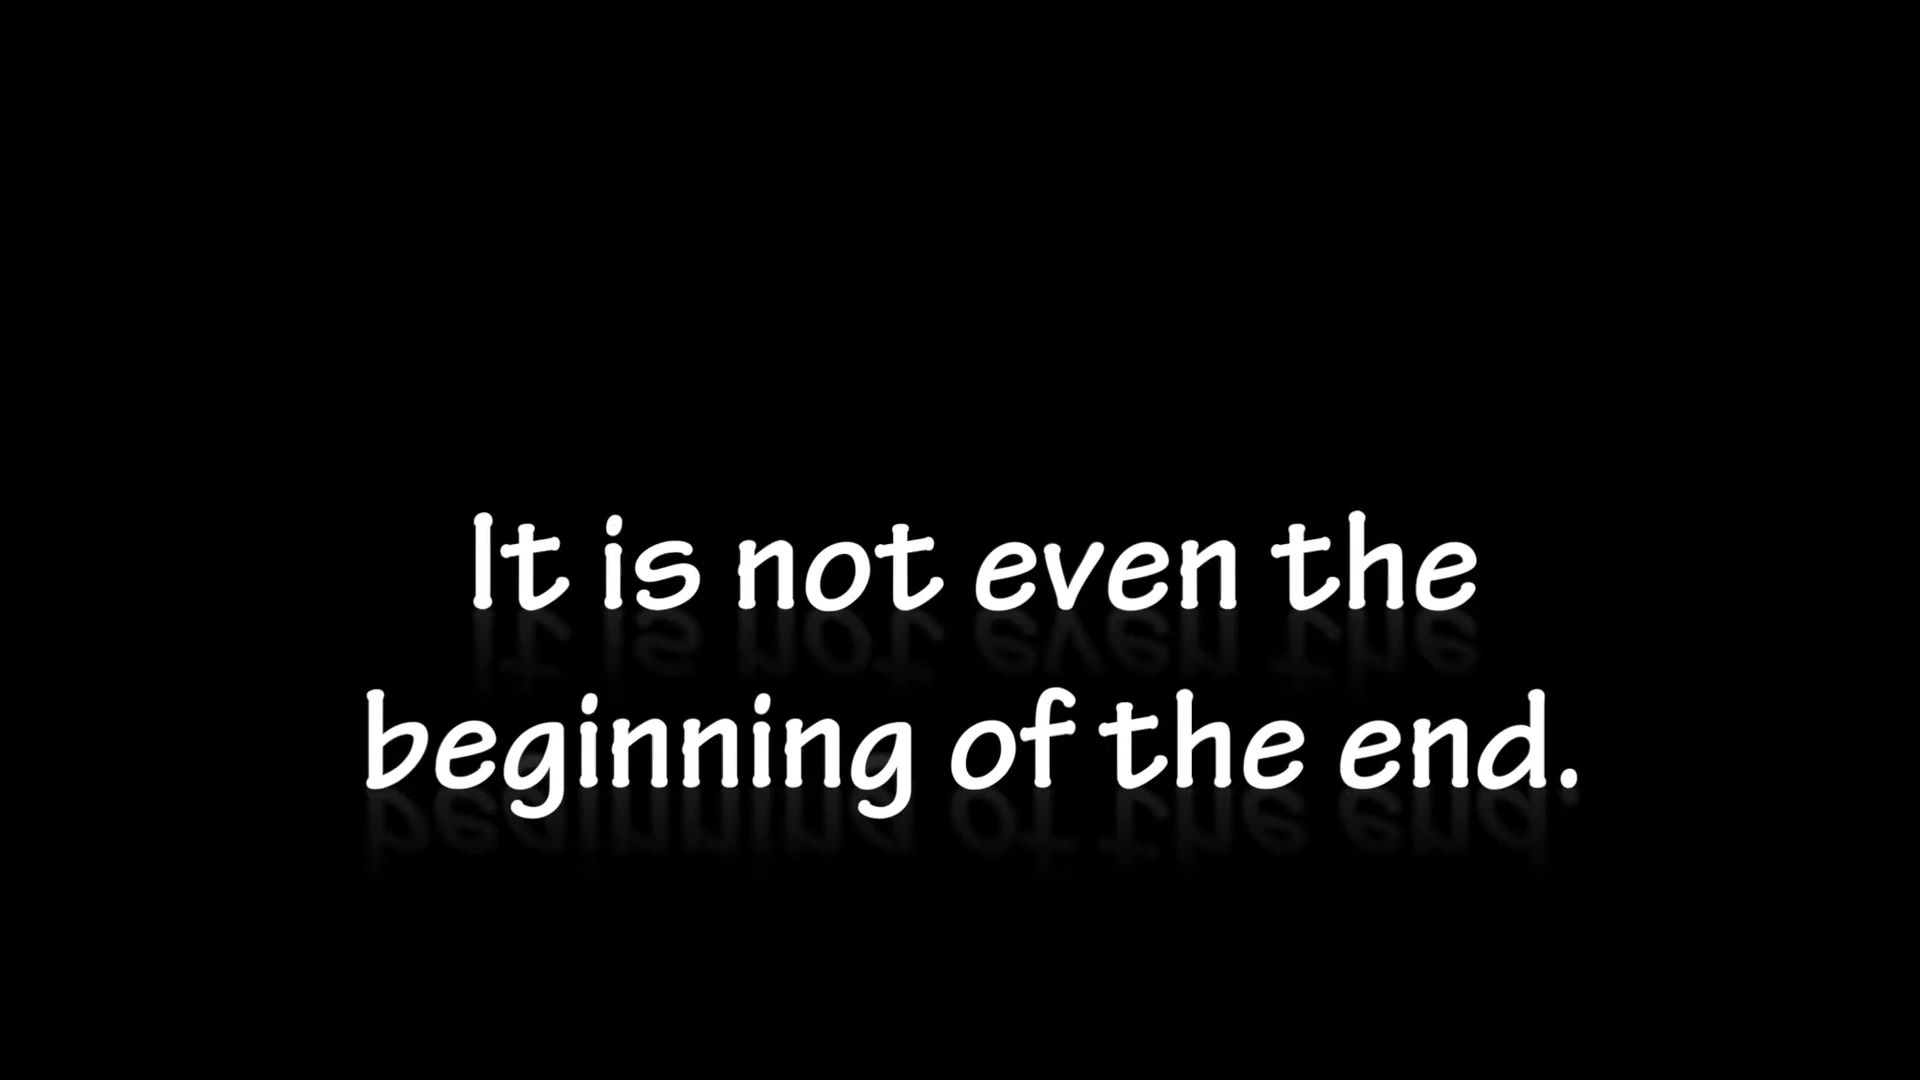 It is not even the
beginning of the end.